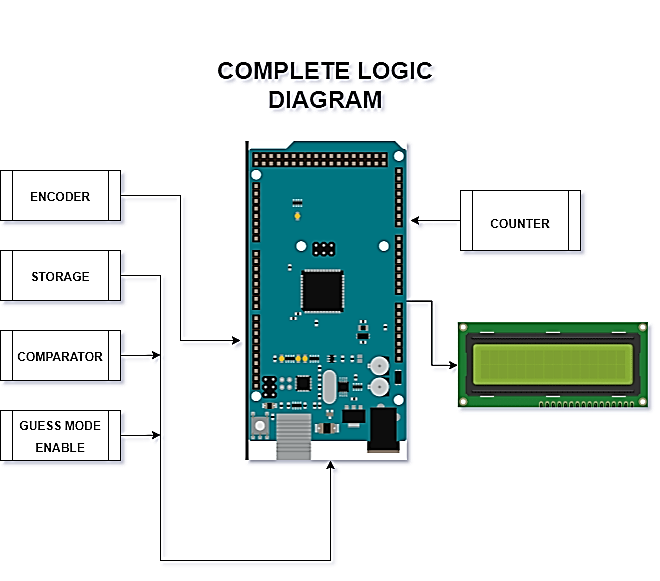 COMPLETE LOGIC
DIAGRAM
ENCODER
COUNTER
STORAGE
COMPARATOR
GUESS MODE
ENABLE